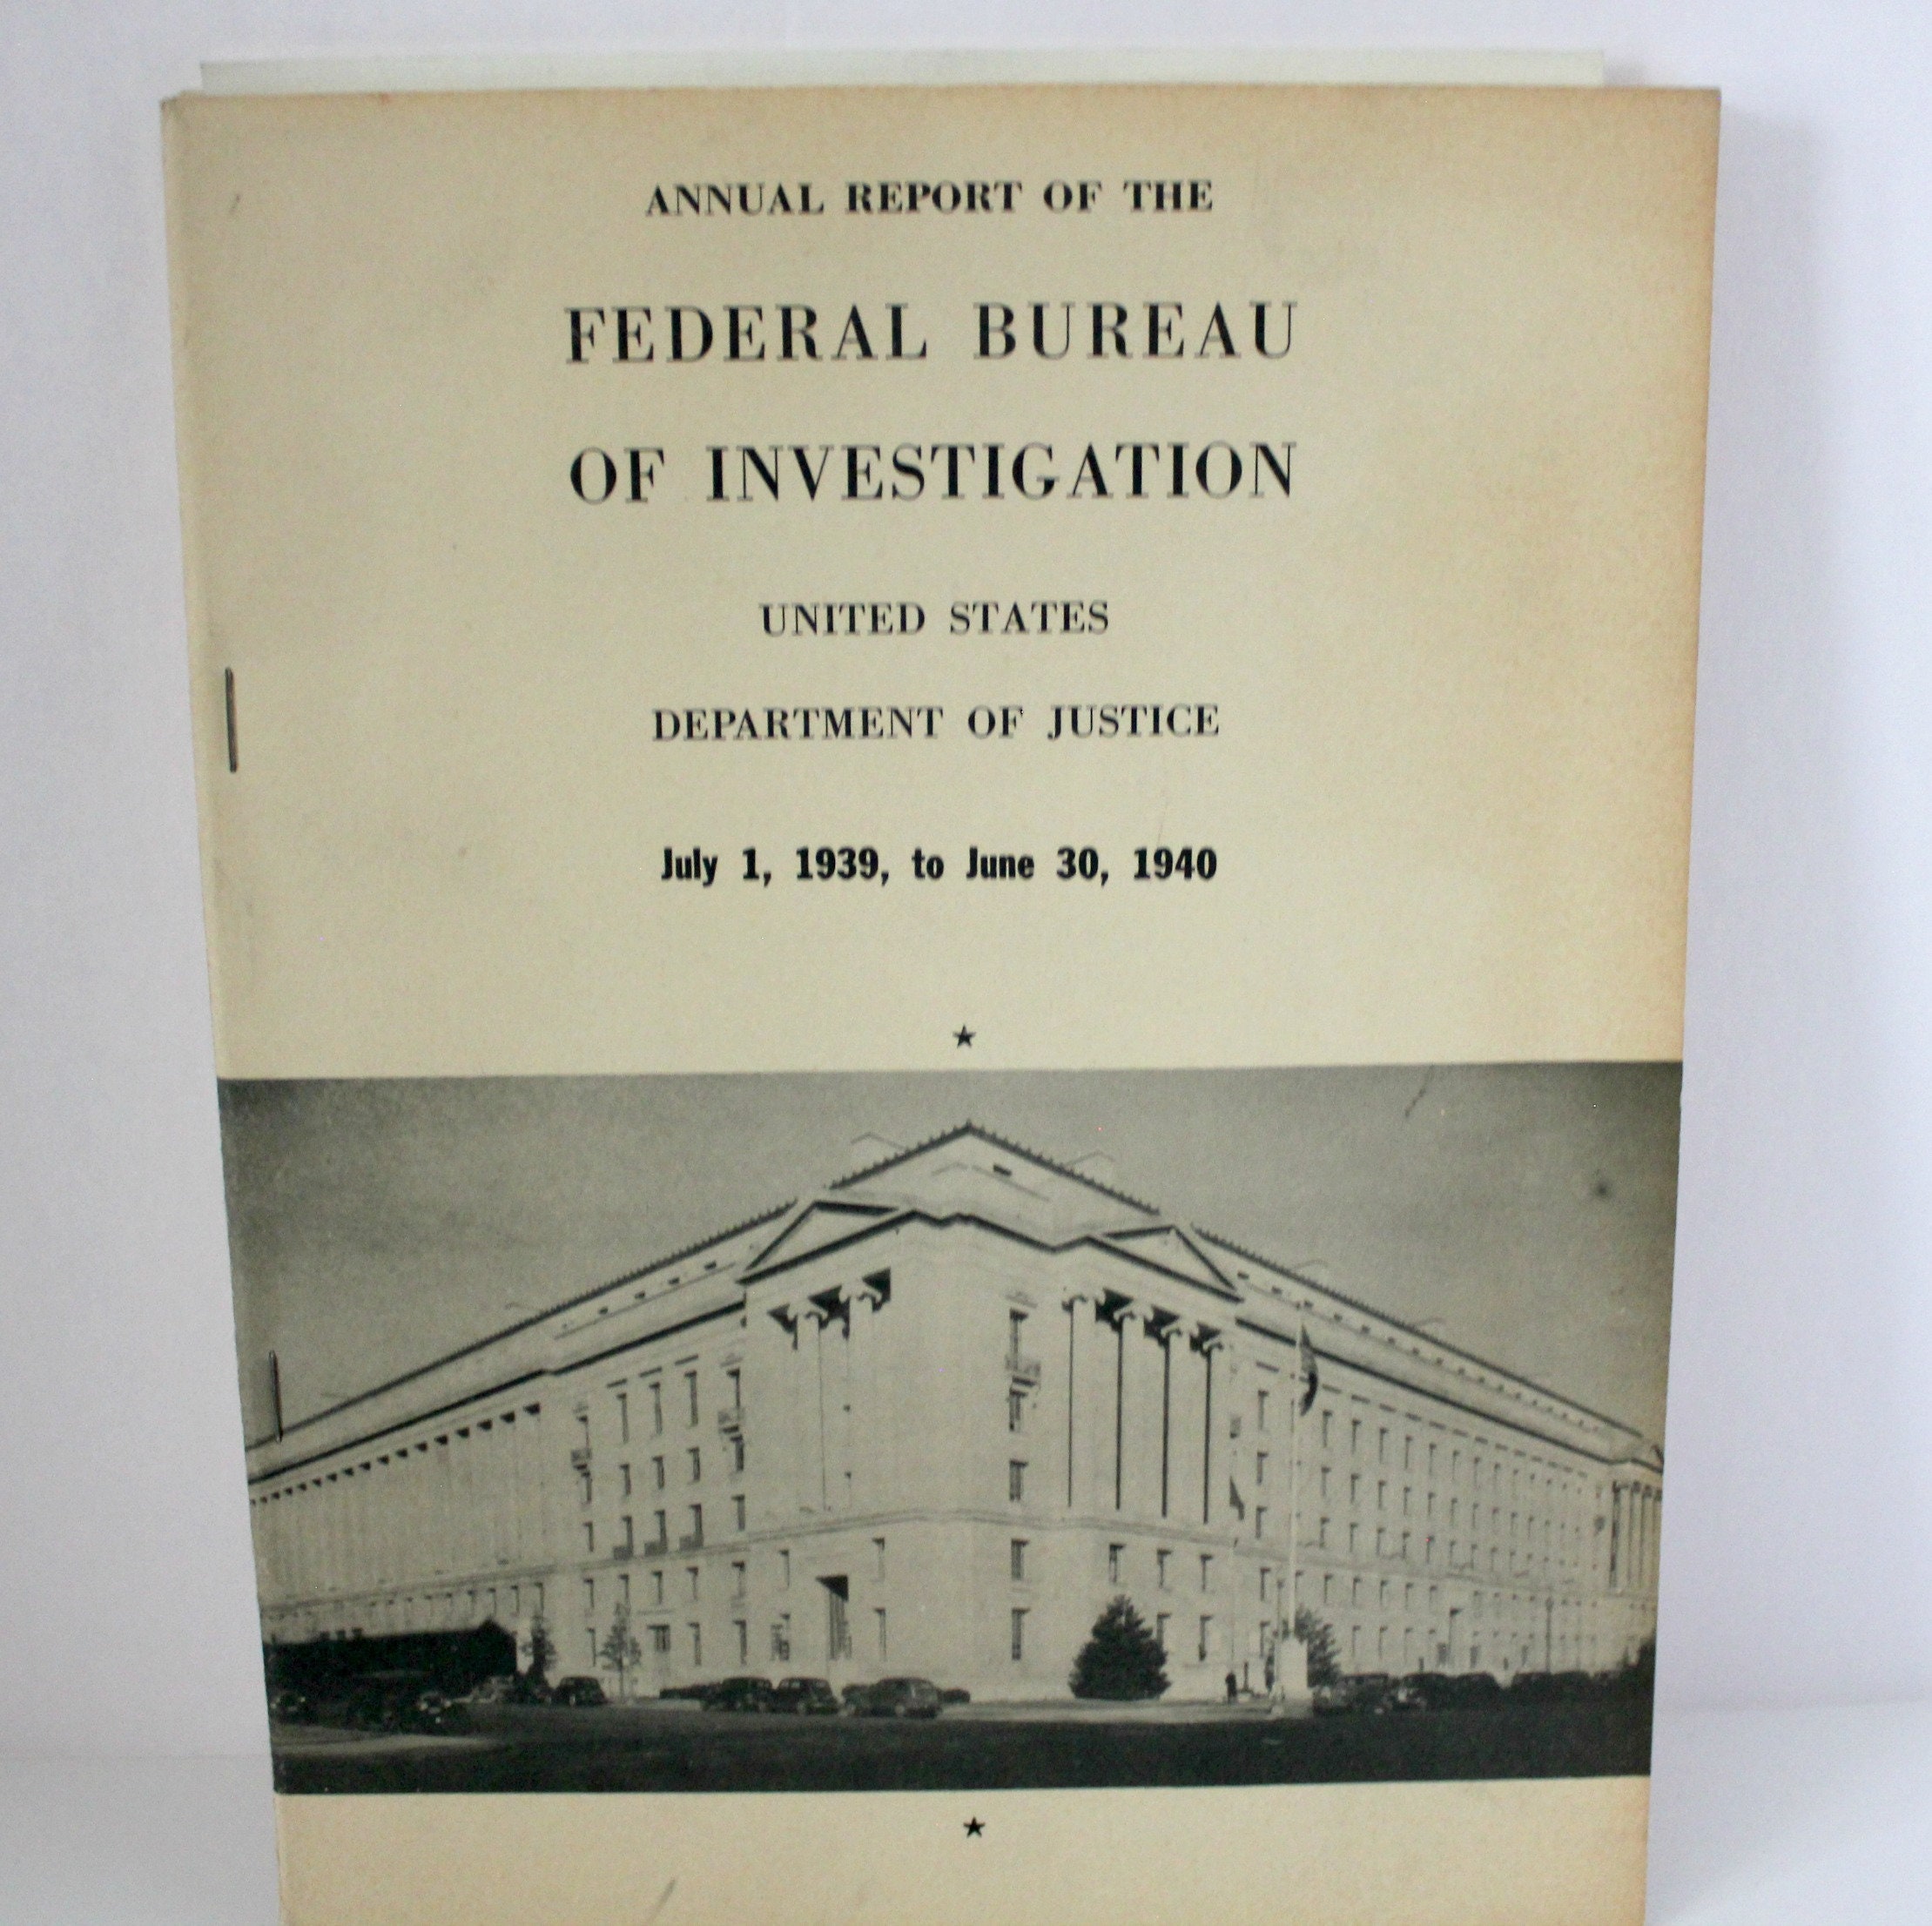 ANNUAL REPORT OF THE
FEDERAL BUREAU
OF INVESTIGATION
UNITED STATES
DEPARTMENT OF JUSTICE
July 1, 1939, to June 30, 1940